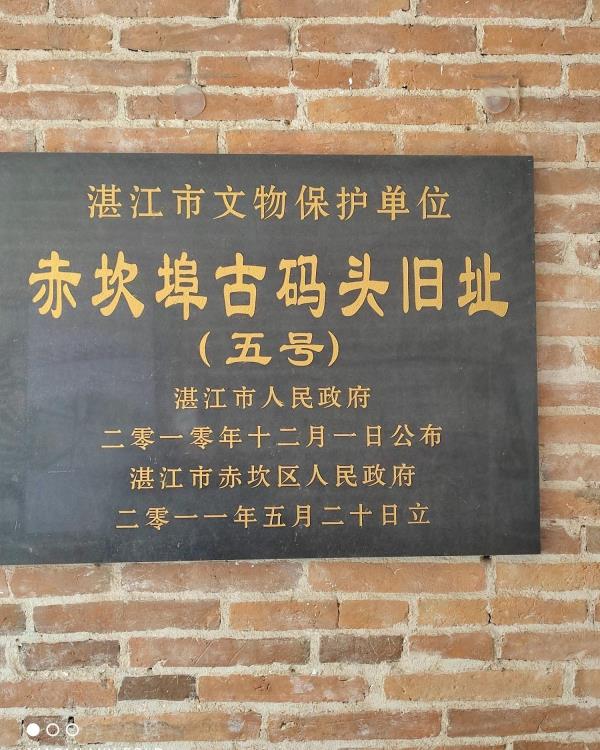 湛江市文物保护单位
赤坎埠古码头旧址
(五号)
湛江市人民政府
二零一零年十二月一日公布
湛江市赤坎区人民政府
二零一一年五月二十日立